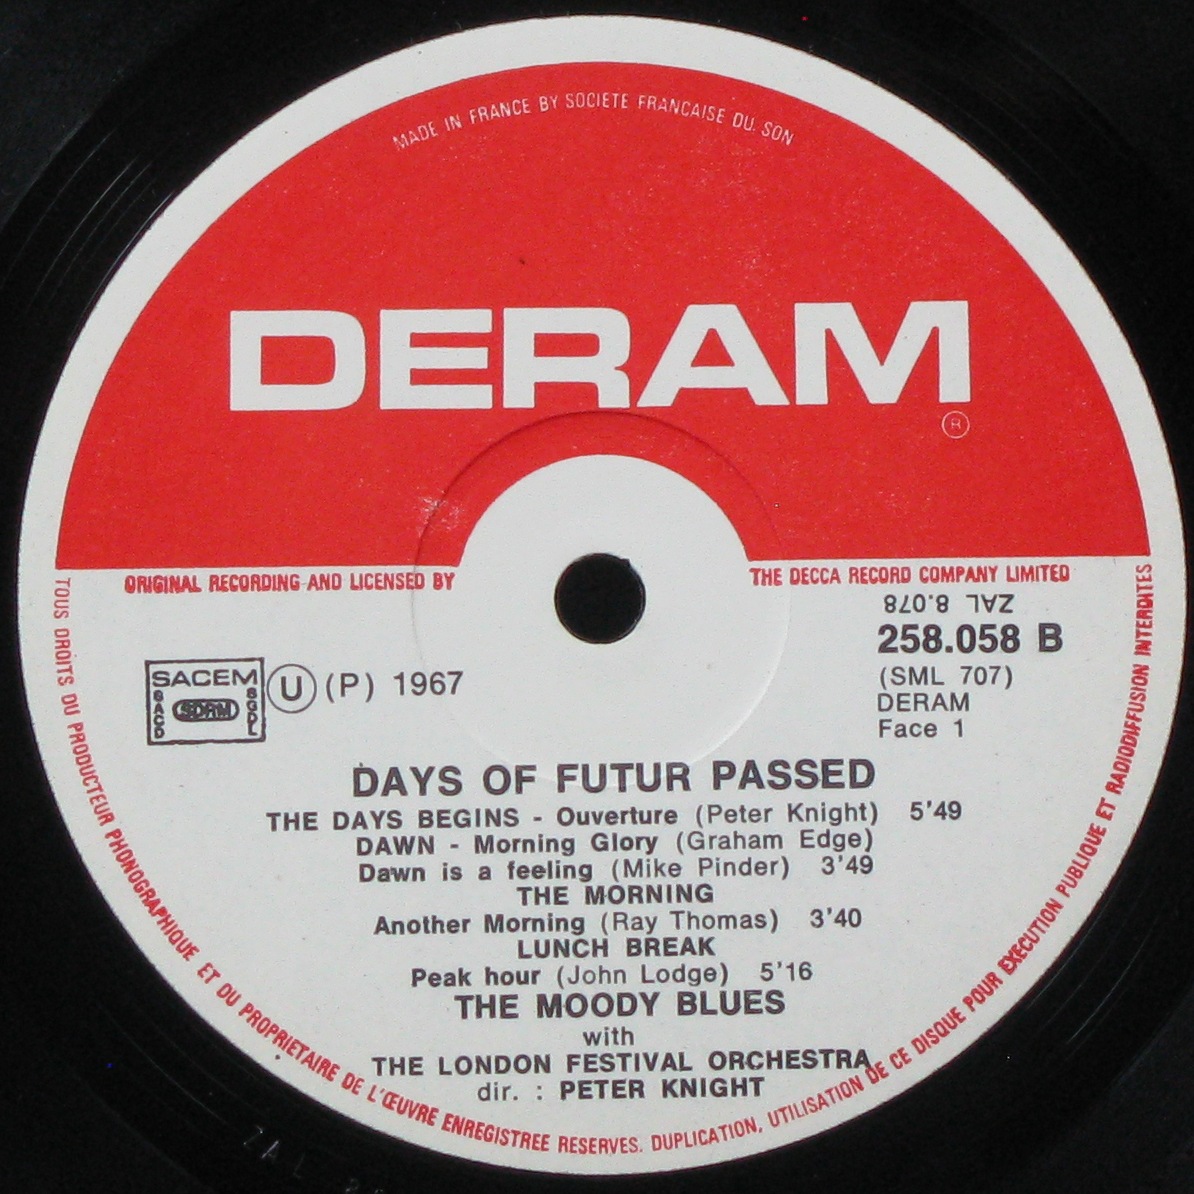 MADE IN FRANCE BY SOCIETE FRANCAISE DU SON
DERAM
®
ORIGINAL RECORDING AND LICENSED BY THE DECCA RECORD COMPANY LIMITED
ZAL 8.078
258.058 B
(SML 707)
DERAM
Face 1
SACEM
SACD
SDRM
SGDL
U (P) 1967
DAYS OF FUTUR PASSED
THE DAYS BEGINS - Ouverture (Peter Knight) 5'49
DAWN - Morning Glory (Graham Edge)
Dawn is a feeling (Mike Pinder) 3'49
THE MORNING
Another Morning (Ray Thomas) 3'40
LUNCH BREAK
Peak hour (John Lodge) 5'16
THE MOODY BLUES
with
THE LONDON FESTIVAL ORCHESTRA
dir. : PETER KNIGHT
TOUS DROITS DU PRODUCTEUR PHONOGRAPHIQUE ET DU PROPRIETAIRE DE L'ŒUVRE ENREGISTREE RESERVES. DUPLICATION, UTILISATION DE CE DISQUE POUR EXECUTION PUBLIQUE ET RADIODIFFUSION INTERDITES
ZAL